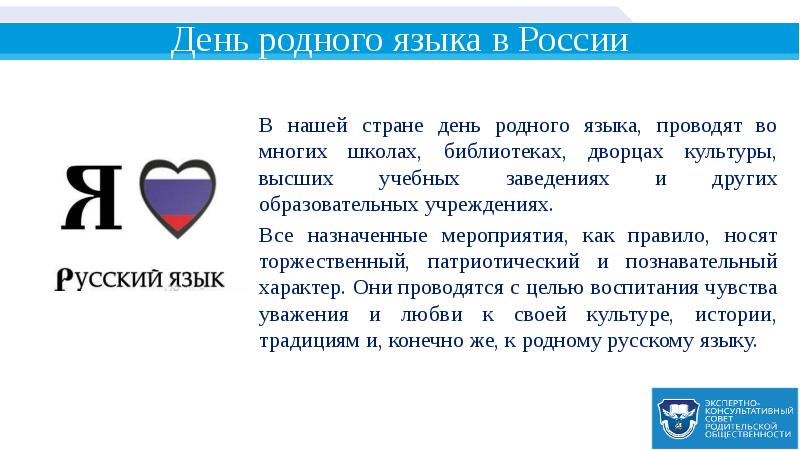 День родного языка в России
В нашей стране день родного языка, проводят во
многих школах, библиотеках, дворцах культуры,
высших учебных заведениях и других
образовательных учреждениях.
Все назначенные мероприятия, как правило, носят
торжественный, патриотический и познавательный
характер. Они проводятся с целью воспитания чувства
уважения и любви к своей культуре, истории,
традициям и, конечно же, к родному русскому языку.
Я
Русский язык
ЭКСПЕРТНО-
КОНСУЛЬТАТИВНЫЙ
СОВЕТ
РОДИТЕЛЬСКОЙ
ОБЩЕСТВЕННОСТИ